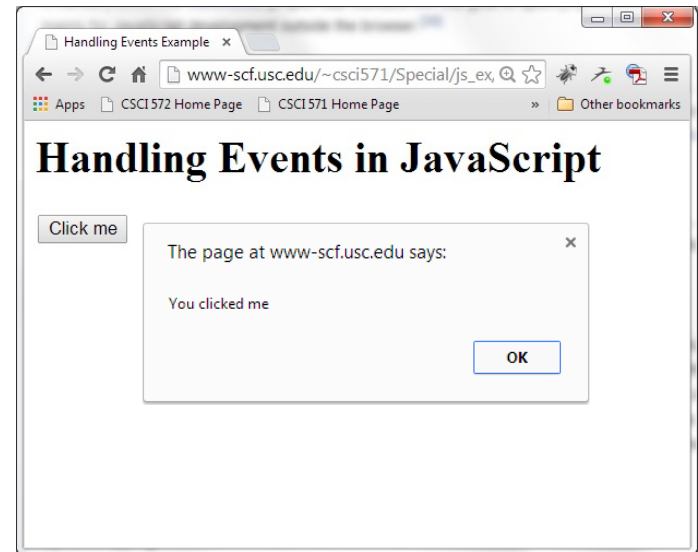 Handling Events Example
www-scf.usc.edu/~csci571/Special/js_ex,
Apps CSCI 572 Home Page CSCI 571 Home Page » Other bookmarks
Handling Events in JavaScript
Click me
The page at www-scf.usc.edu says:
You clicked me
OK